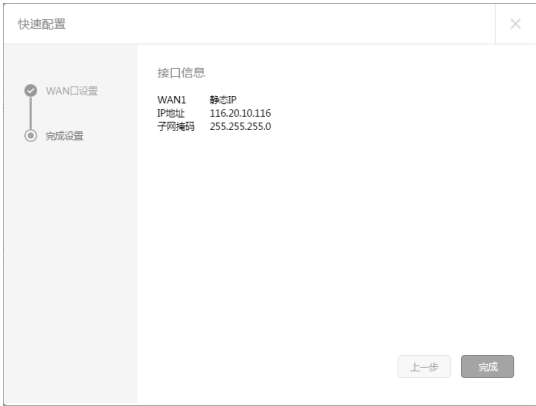 快速配置
WAN口设置
完成设置
接口信息
WAN1 静态IP
IP地址 116.20.10.116
子网掩码 255.255.255.0
上一步 完成